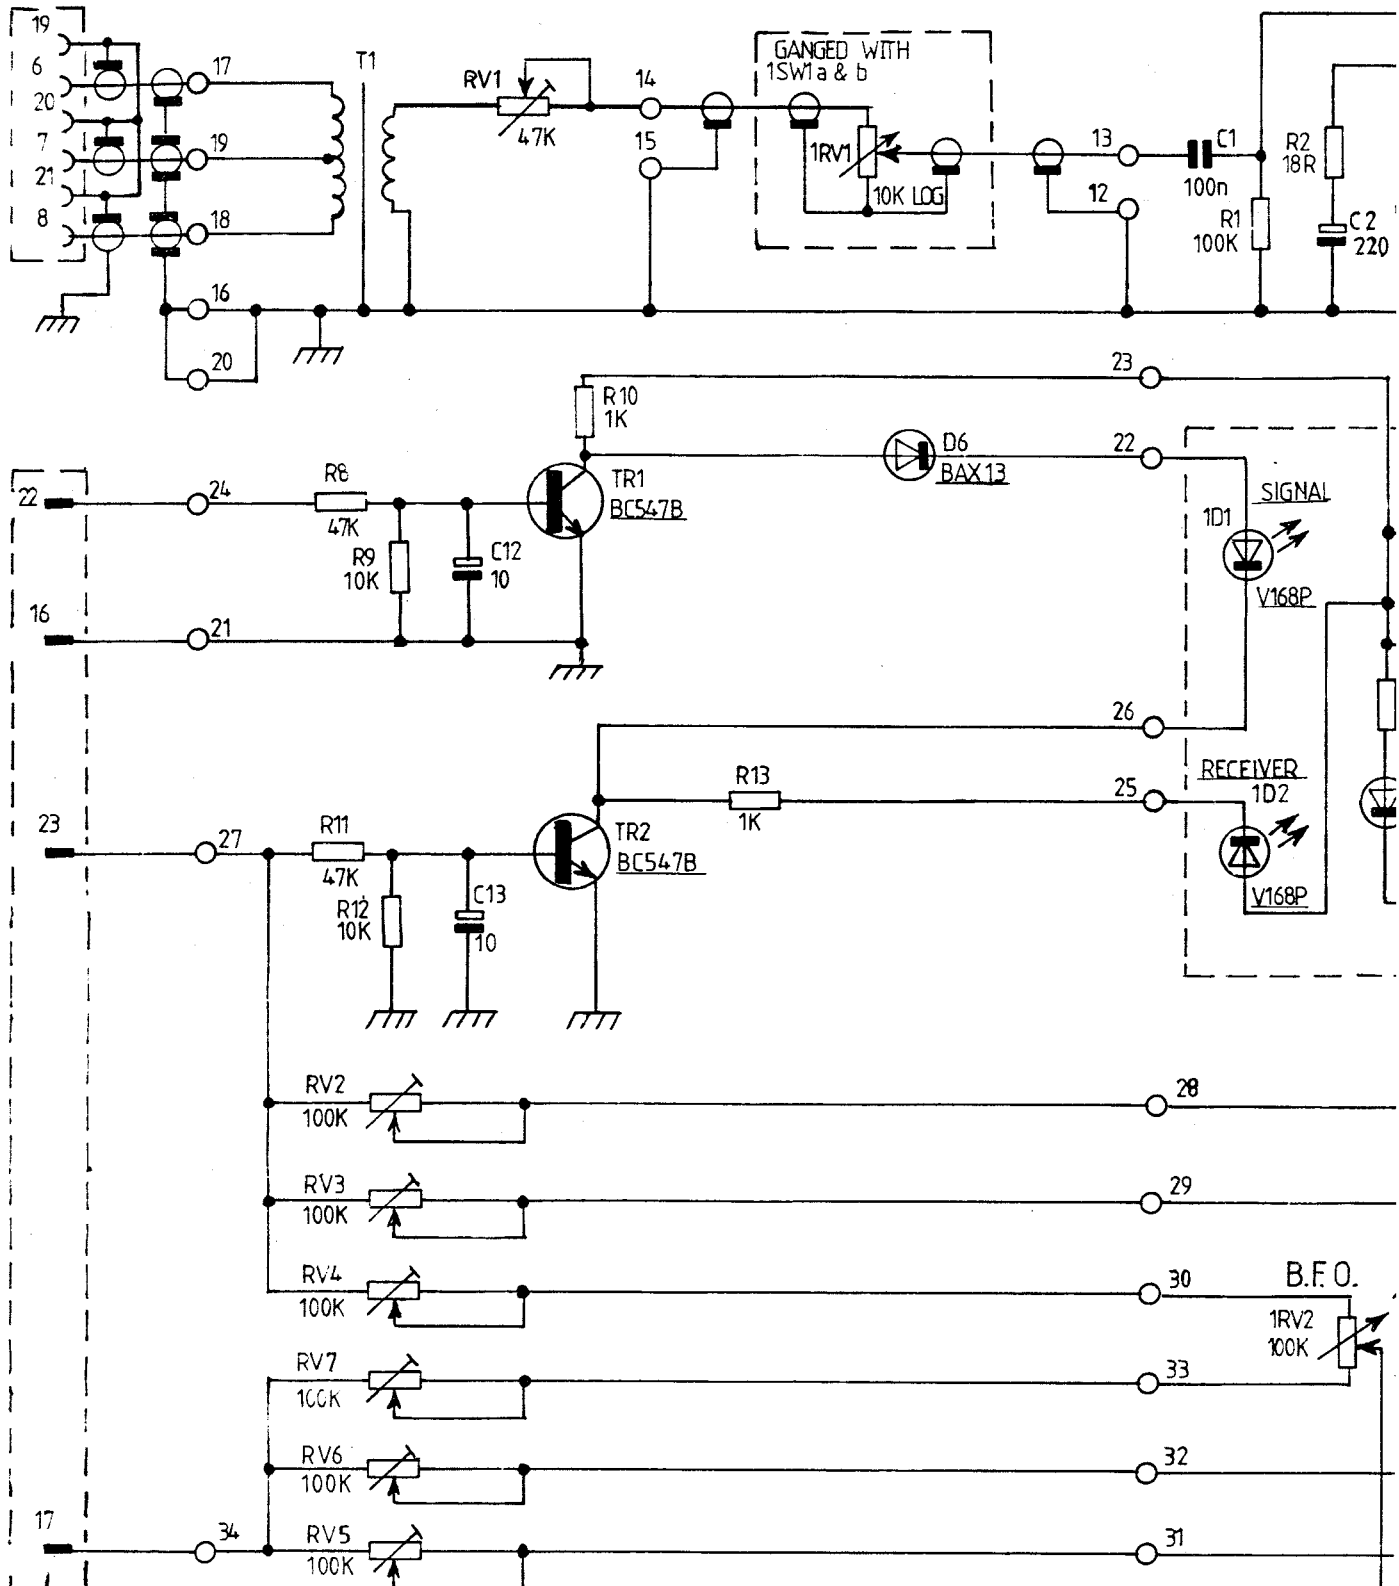 19
6
20
7
21
8
17
19
18
16
20
T1
RV1
47K
14
15
GANGED WITH
1SW1a & b
1RV1
10K LOG
13
12
C1
100n
R1
100K
R2
18R
C2
220
23
R10
1K
22
D6
BAX13
SIGNAL
1D1
V168P
22
24
R8
47K
R9
10K
C12
10
TR1
BC547B
16
21
26
25
R13
1K
RECEIVER
1D2
V168P
23
27
R11
47K
R12
10K
C13
10
TR2
BC547B
RV2
100K
28
RV3
100K
29
RV4
100K
30
B.F.O.
1RV2
100K
RV7
100K
33
RV6
100K
32
17
34
RV5
100K
31